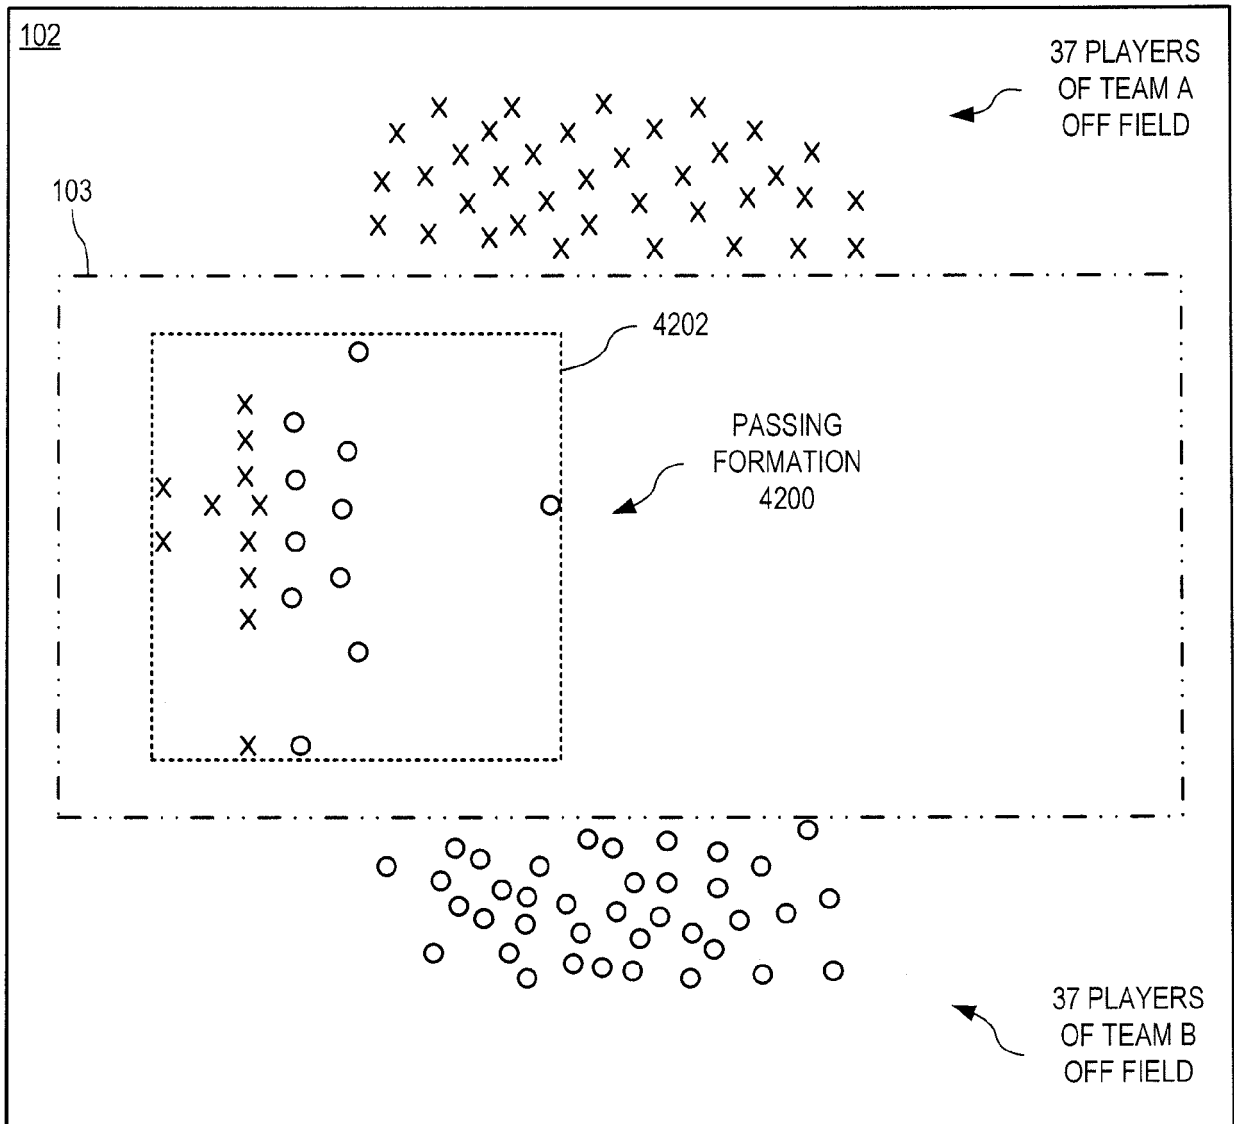 102
37 PLAYERS
OF TEAM A
OFF FIELD
103
4202
PASSING
FORMATION
4200
37 PLAYERS
OF TEAM B
OFF FIELD